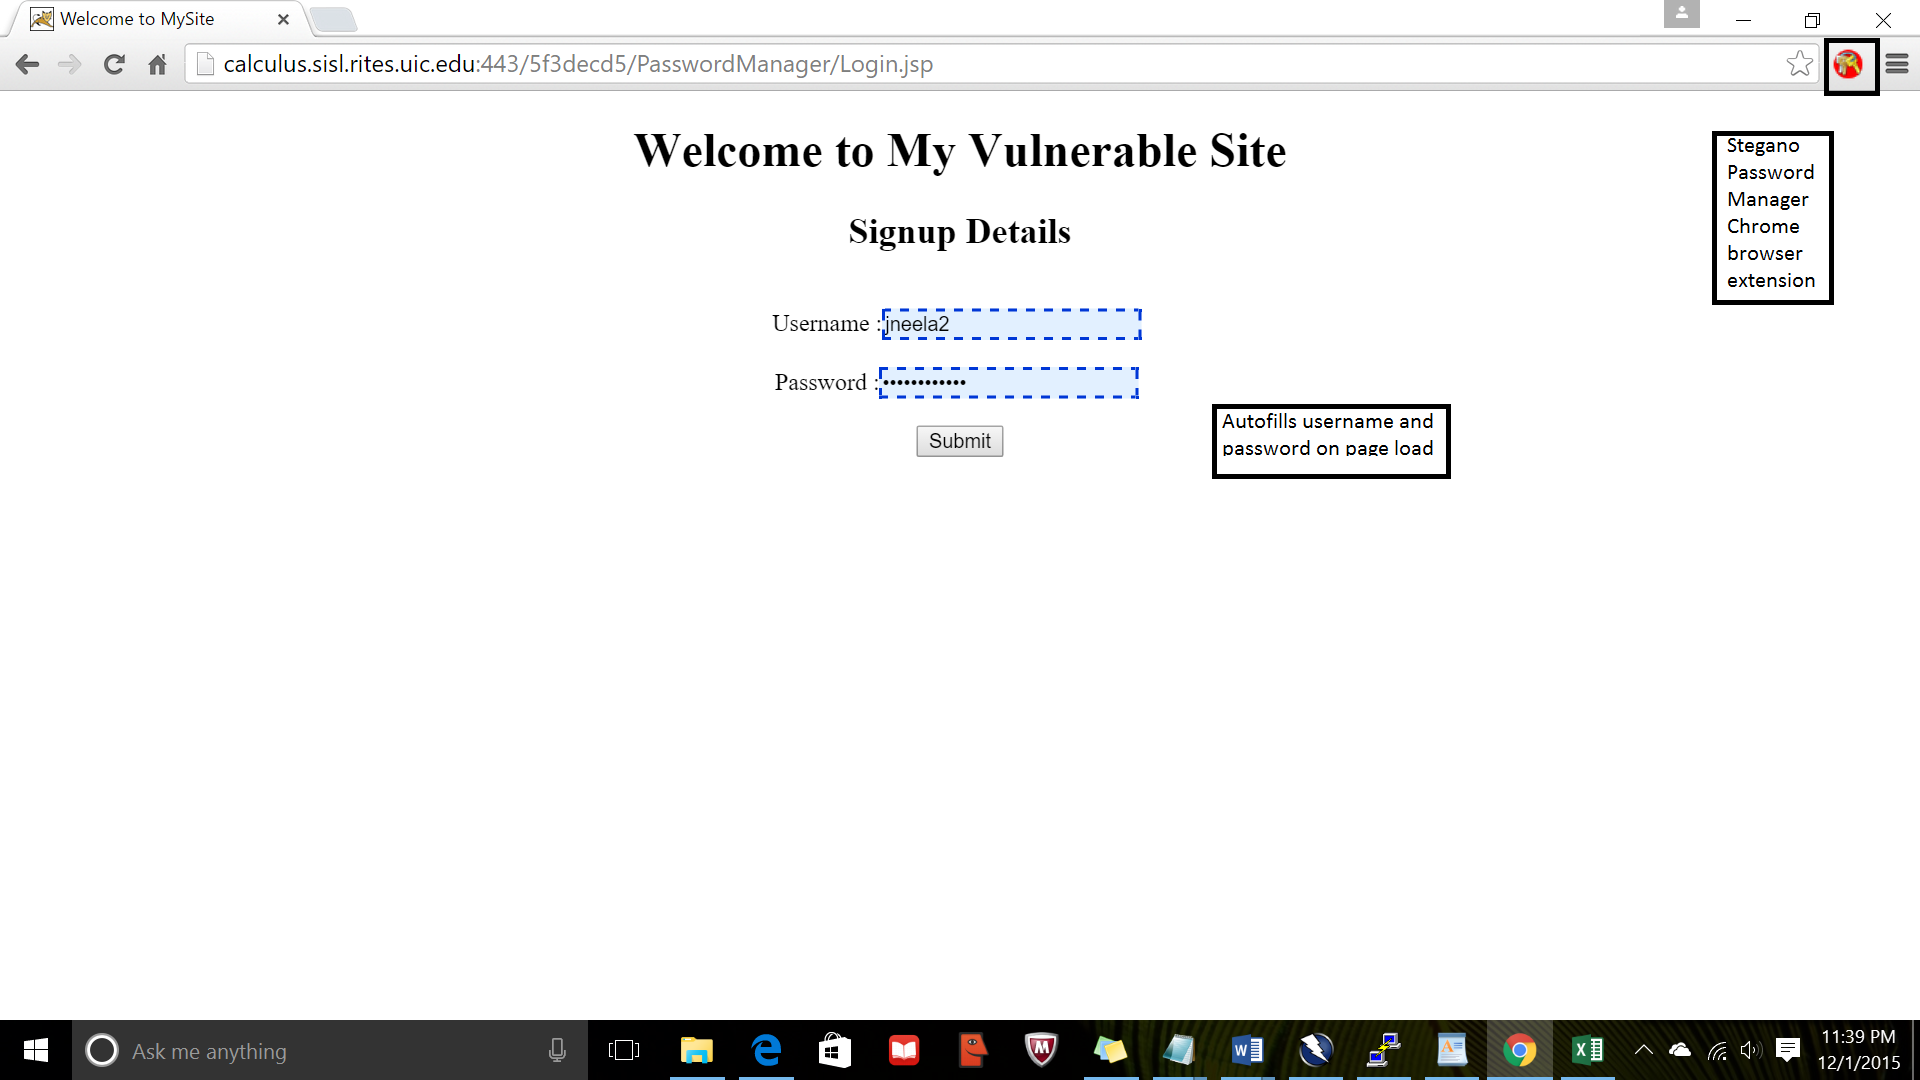 Welcome to MySite
calculus.sisl.rites.uic.edu:443/5f3decd5/PasswordManager/Login.jsp
Welcome to My Vulnerable Site
Stegano
Password
Manager
Chrome
browser
extension
Signup Details
Username :jneela2
Password :••••••••••••
Submit
Autofills username and
password on page load
Ask me anything
11:39 PM
12/1/2015